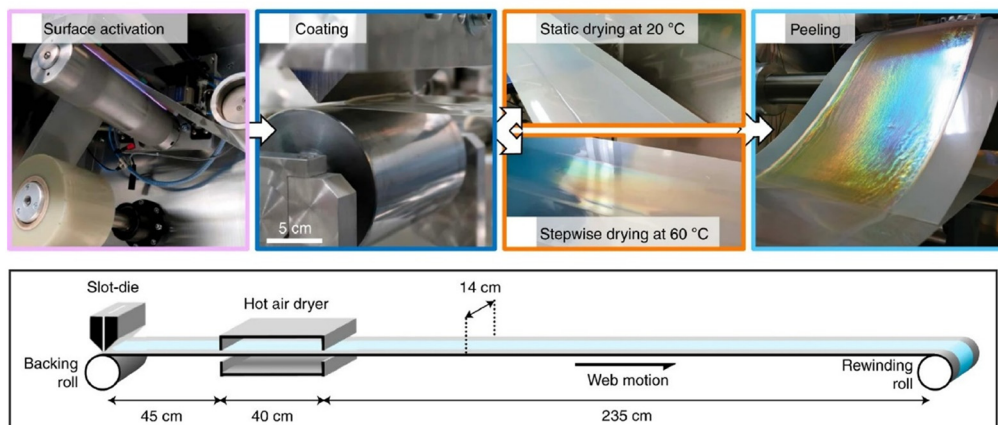 Surface activation
Coating
Static drying at 20 °C
Peeling
5 cm
Stepwise drying at 60 °C
Slot-die
Hot air dryer
14 cm
Backing
roll
Web motion
Rewinding
roll
45 cm
40 cm
235 cm